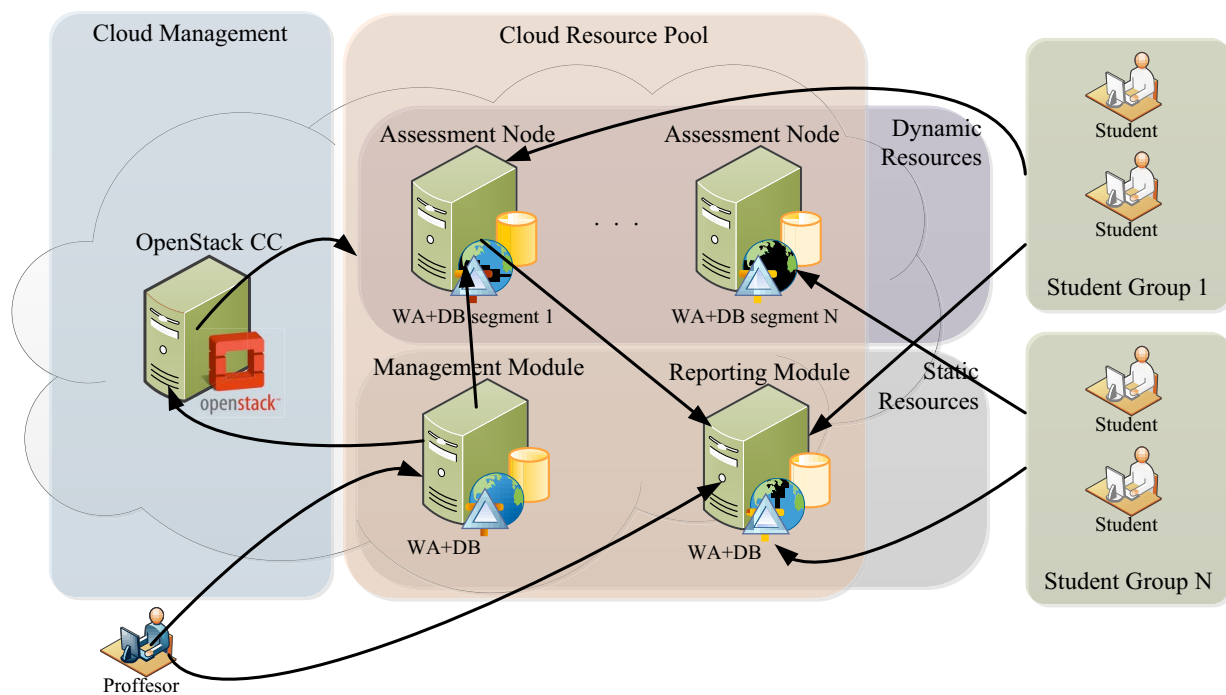 Cloud Management
Cloud Resource Pool
Student
Student
Student Group 1
Assessment Node
Assessment Node
Dynamic
Resources
. . .
OpenStack CC
openstack™
WA+DB segment 1
WA+DB segment N
Management Module
Reporting Module
Static
Resources
WA+DB
WA+DB
Student
Student
Student Group N
Proffesor